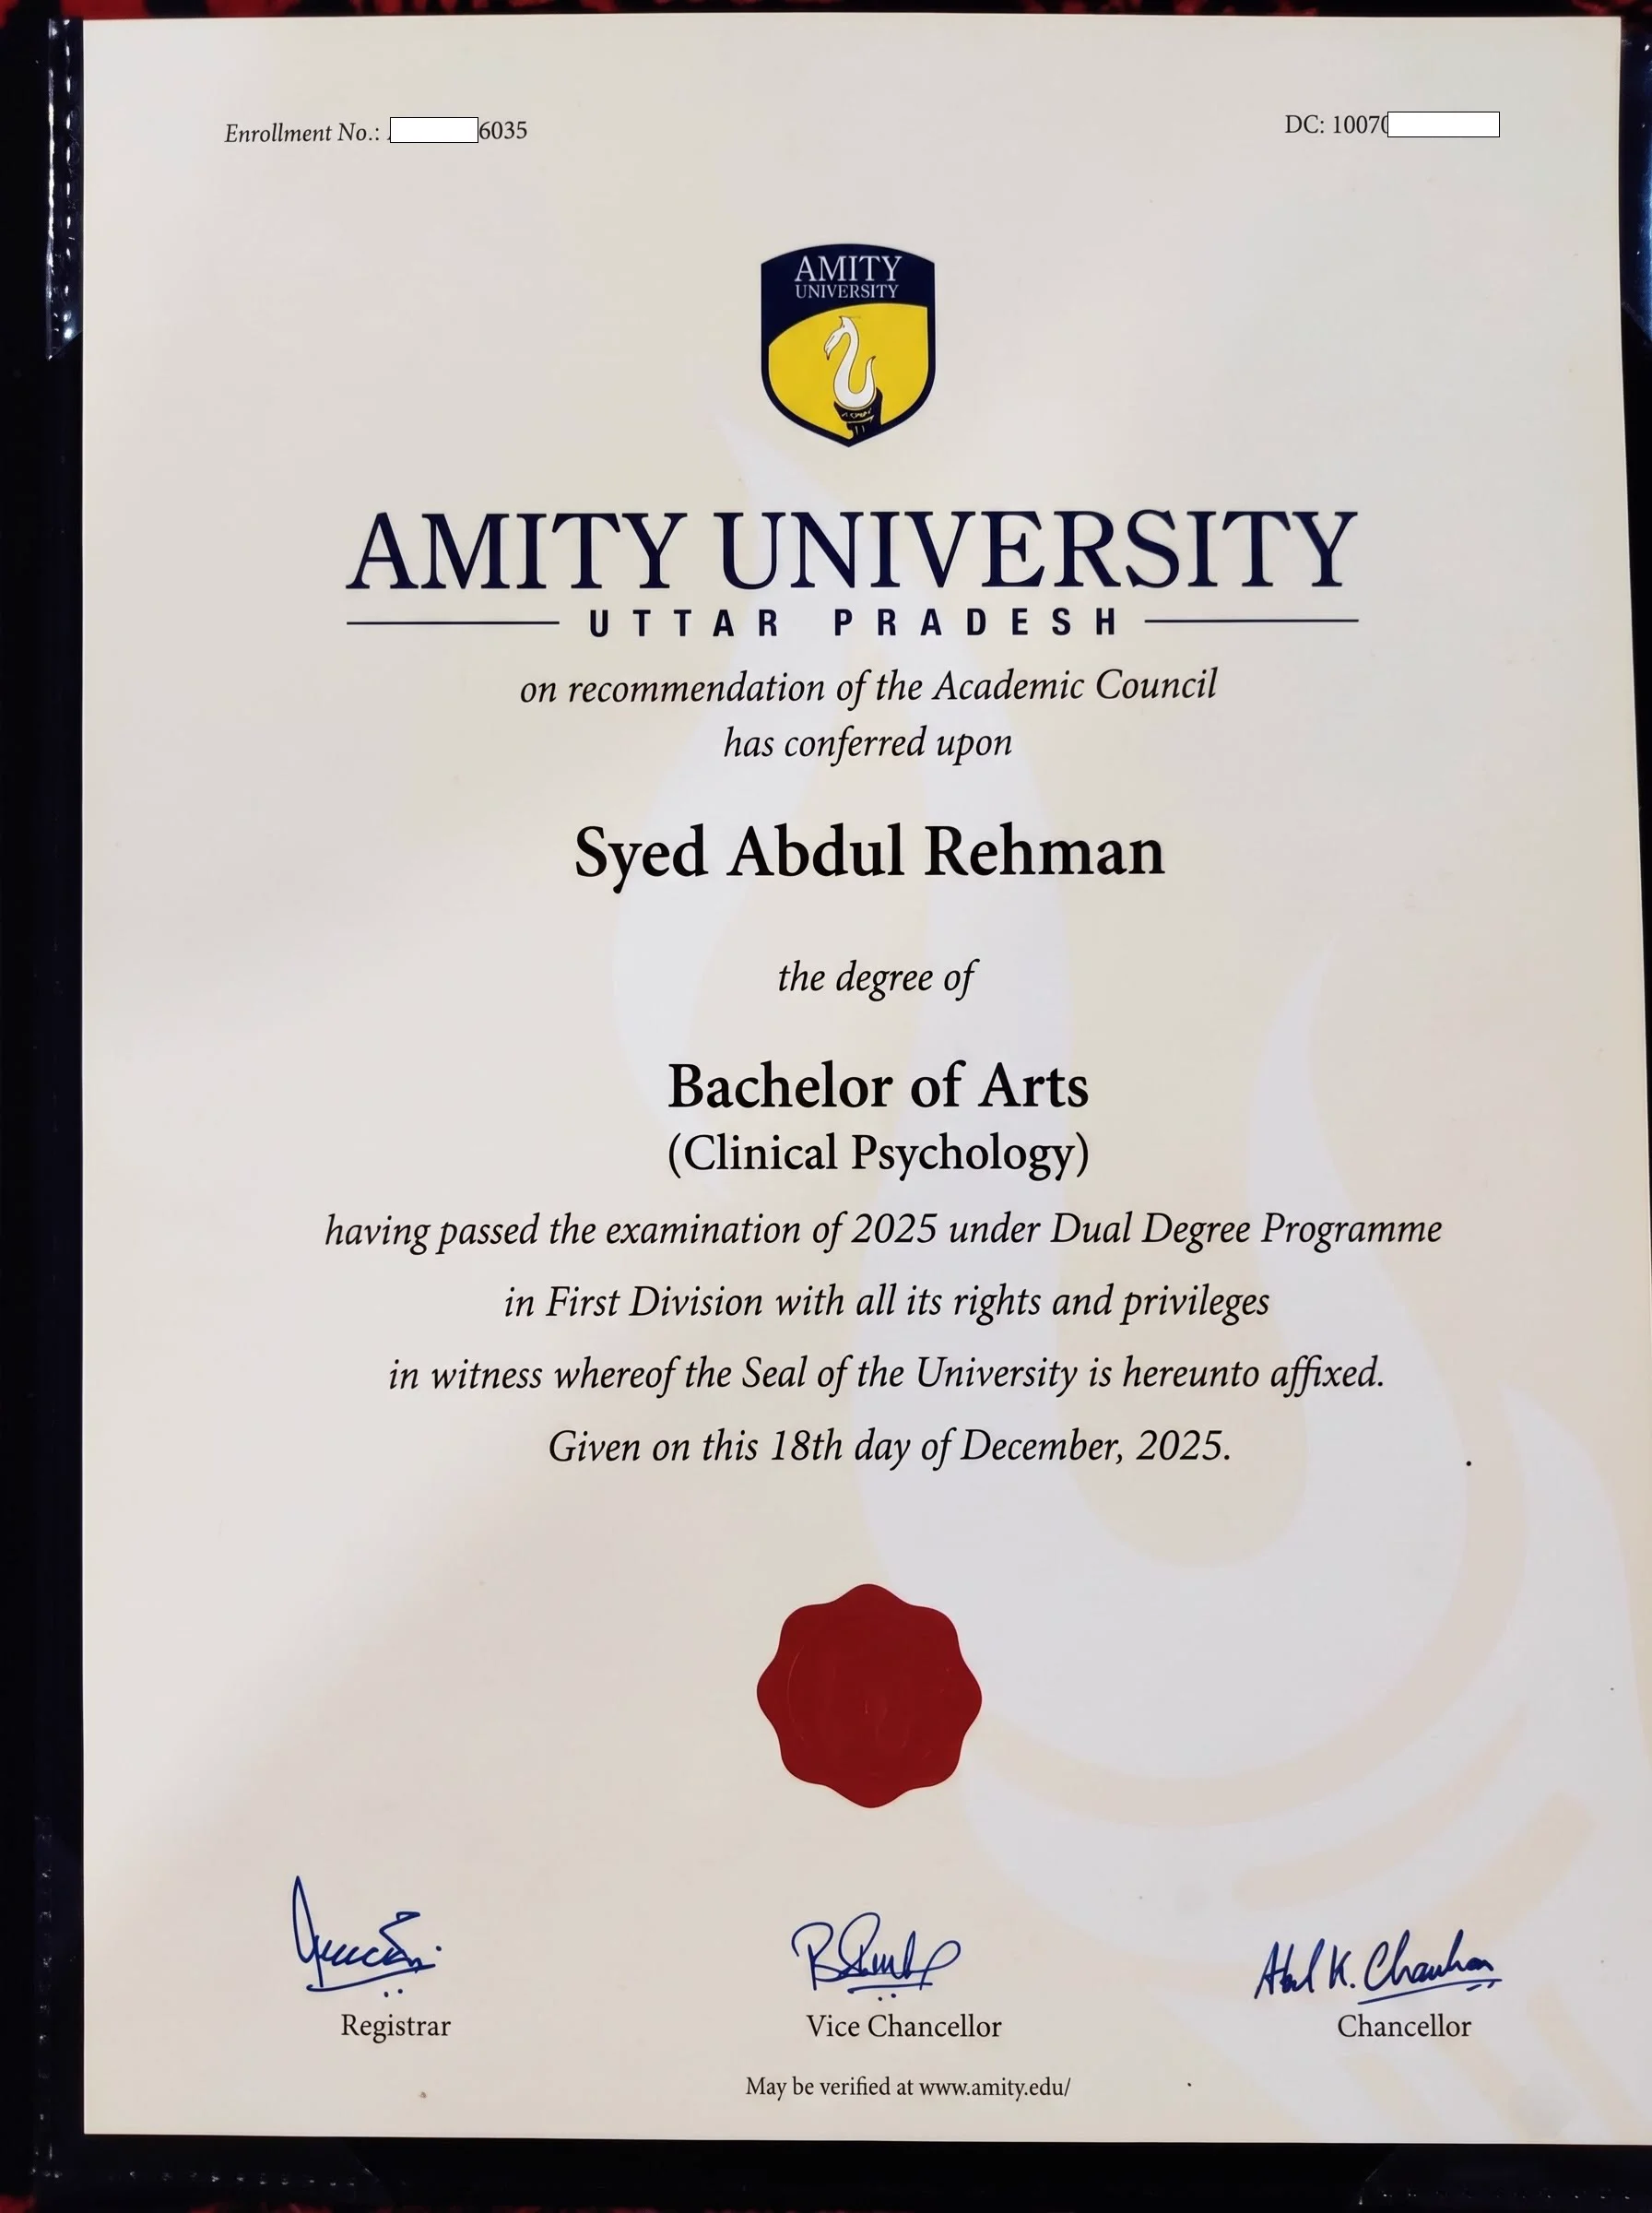 Enrollment No.: 6035
DC: 10070
AMITY
UNIVERSITY
AMITY UNIVERSITY
UTTAR PRADESH
on recommendation of the Academic Council
has conferred upon
Syed Abdul Rehman
the degree of
Bachelor of Arts
(Clinical Psychology)
having passed the examination of 2025 under Dual Degree Programme
in First Division with all its rights and privileges
in witness whereof the Seal of the University is hereunto affixed.
Given on this 18th day of December, 2025.
Registrar
Vice Chancellor
Chancellor
May be verified at www.amity.edu/